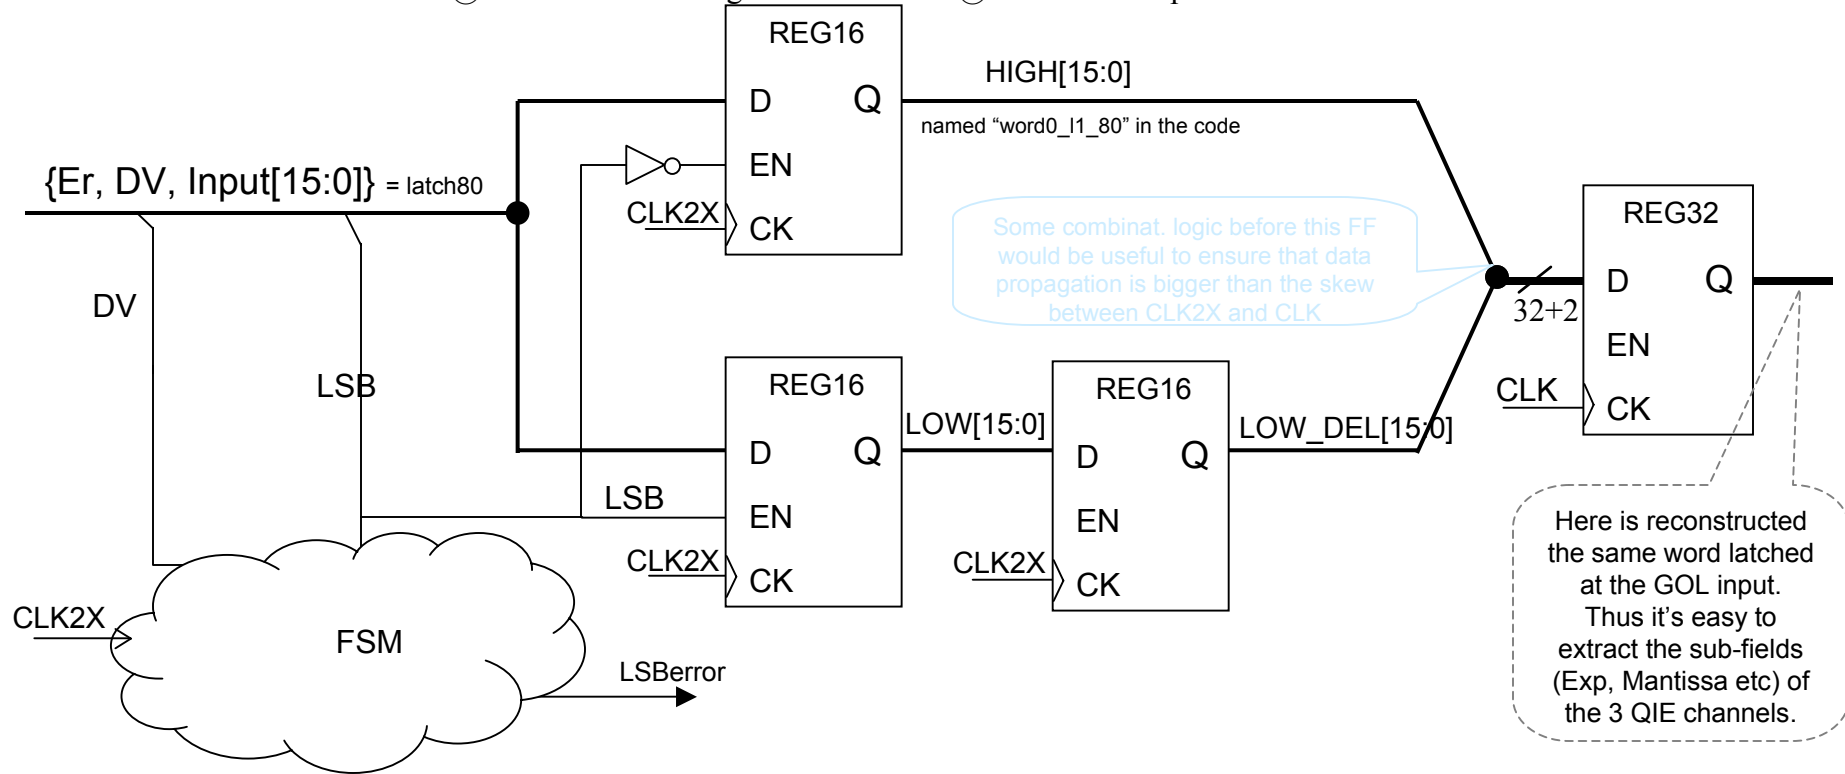 REG16
D Q
EN
CLK2X
CK
HIGH[15:0]
named “word0_l1_80” in the code
{Er, DV, Input[15:0]} = latch80
Some combinat. logic before this FF
would be useful to ensure that data
propagation is bigger than the skew
between CLK2X and CLK
REG32
D Q
32+2
EN
CLK
CK
DV
LSB
REG16
D Q
LSB
EN
CLK2X
CK
LOW[15:0]
REG16
D Q
EN
CLK2X
CK
LOW_DEL[15:0]
CLK2X
FSM
LSBerror
Here is reconstructed
the same word latched
at the GOL input.
Thus it’s easy to
extract the sub-fields
(Exp, Mantissa etc) of
the 3 QIE channels.